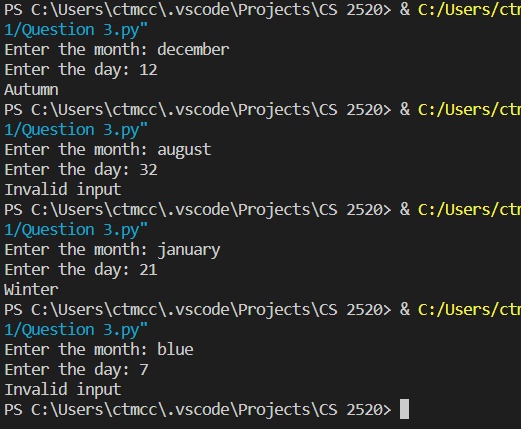 PS C:\Users\ctmcc\.vscode\Projects\CS 2520> & C:/Users/ctm
1/Question 3.py"
Enter the month: december
Enter the day: 12
Autumn
PS C:\Users\ctmcc\.vscode\Projects\CS 2520> & C:/Users/ctm
1/Question 3.py"
Enter the month: august
Enter the day: 32
Invalid input
PS C:\Users\ctmcc\.vscode\Projects\CS 2520> & C:/Users/ctm
1/Question 3.py"
Enter the month: january
Enter the day: 21
Winter
PS C:\Users\ctmcc\.vscode\Projects\CS 2520> & C:/Users/ctm
1/Question 3.py"
Enter the month: blue
Enter the day: 7
Invalid input
PS C:\Users\ctmcc\.vscode\Projects\CS 2520>